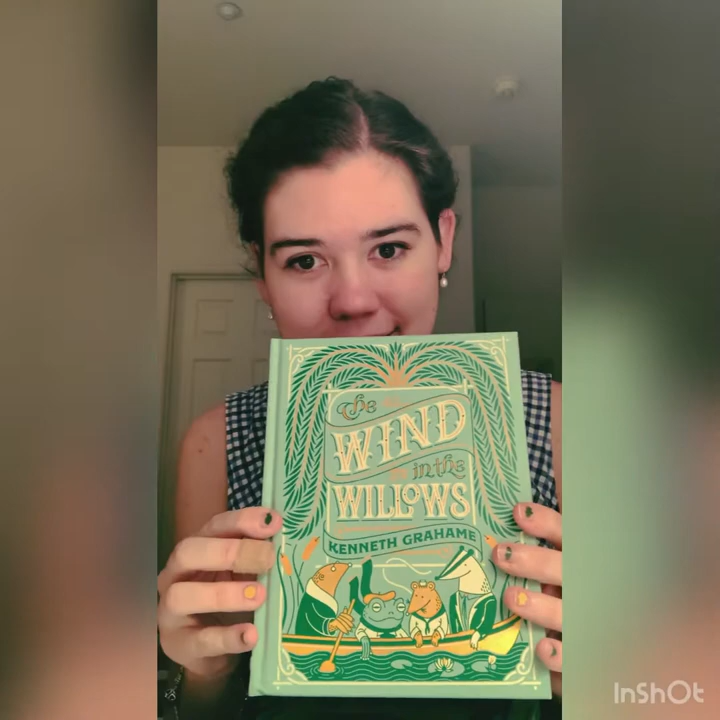 The
WIND
in the
WILLOWS
KENNETH GRAHAME
InShOt